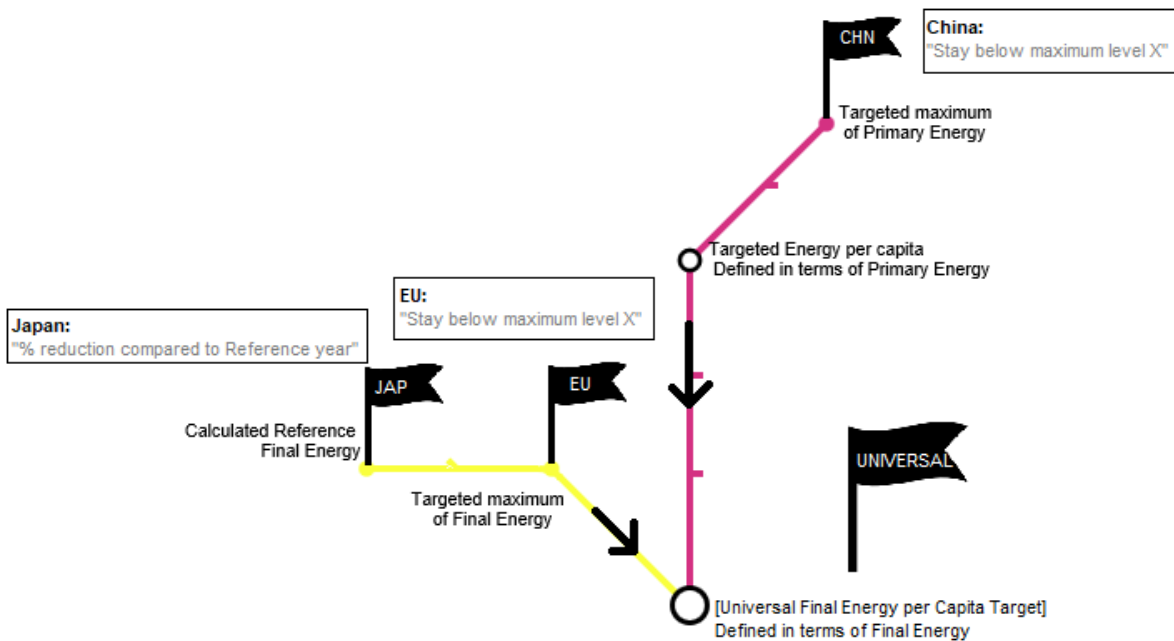 CHN
China:
"Stay below maximum level X"
Targeted maximum
of Primary Energy
Targeted Energy per capita
Defined in terms of Primary Energy
EU:
"Stay below maximum level X"
Japan:
"% reduction compared to Reference year"
JAP
EU
Calculated Reference
Final Energy
Targeted maximum
of Final Energy
UNIVERSAL
[Universal Final Energy per Capita Target]
Defined in terms of Final Energy